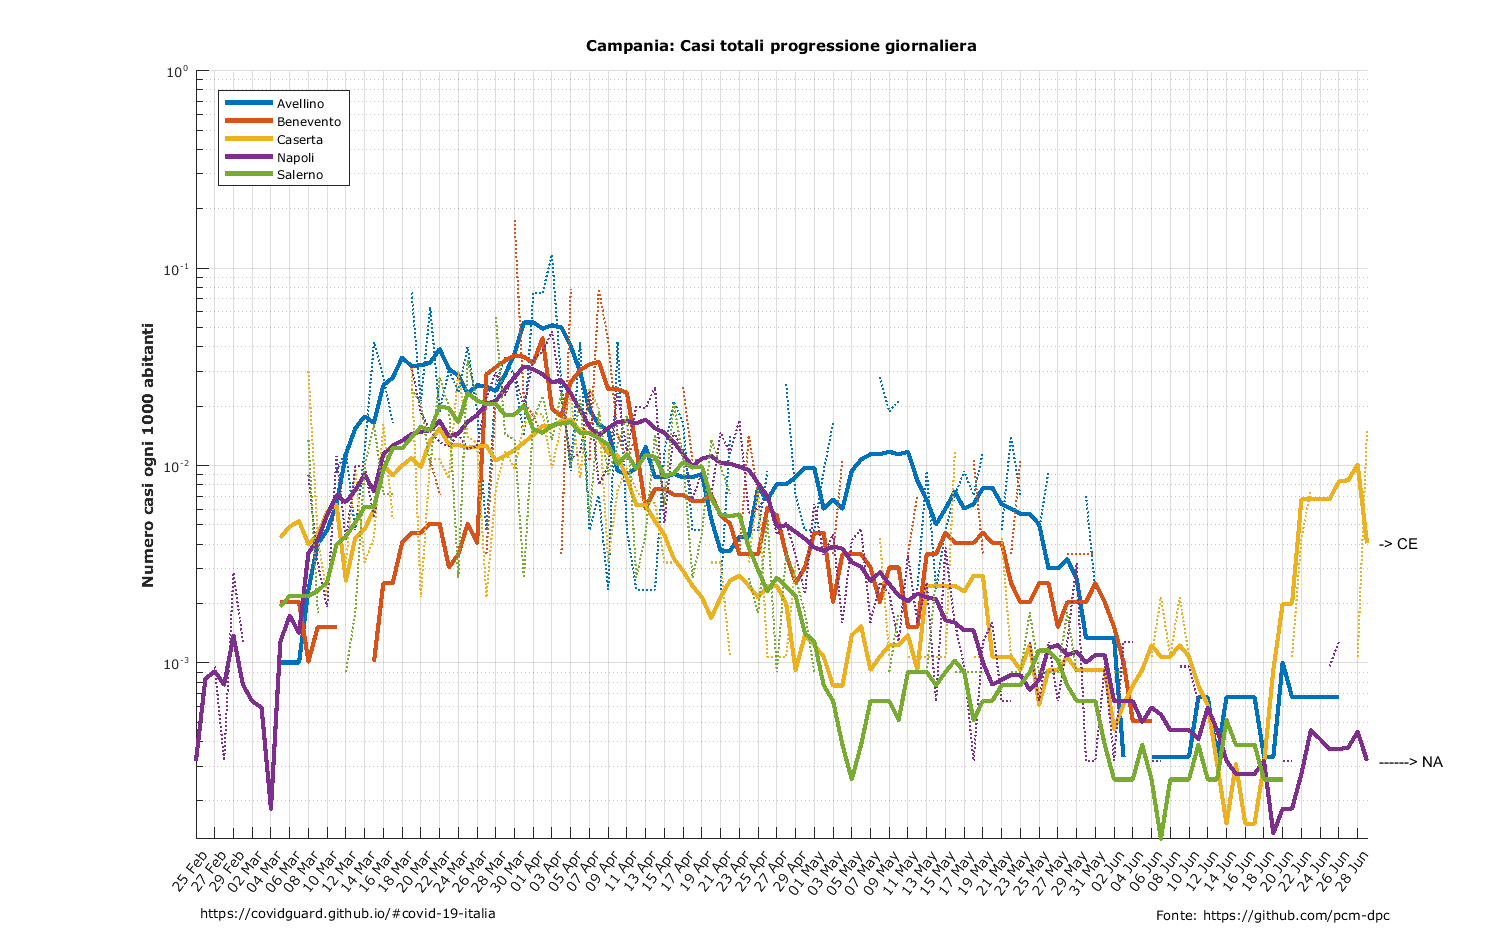 Campania: Casi totali progressione giornaliera
10^0
10^-1
10^-2
10^-3
Numero casi ogni 1000 abitanti
Avellino
Benevento
Caserta
Napoli
Salerno
-> CE
------> NA
25 Feb
27 Feb
29 Feb
02 Mar
04 Mar
06 Mar
08 Mar
10 Mar
12 Mar
14 Mar
16 Mar
18 Mar
20 Mar
22 Mar
24 Mar
26 Mar
28 Mar
30 Mar
01 Apr
03 Apr
05 Apr
07 Apr
09 Apr
11 Apr
13 Apr
15 Apr
17 Apr
19 Apr
21 Apr
23 Apr
25 Apr
27 Apr
29 Apr
01 May
03 May
05 May
07 May
09 May
11 May
13 May
15 May
17 May
19 May
21 May
23 May
25 May
27 May
29 May
31 May
02 Jun
04 Jun
06 Jun
08 Jun
10 Jun
12 Jun
14 Jun
16 Jun
18 Jun
20 Jun
22 Jun
24 Jun
26 Jun
28 Jun
https://covidguard.github.io/#covid-19-italia
Fonte: https://github.com/pcm-dpc